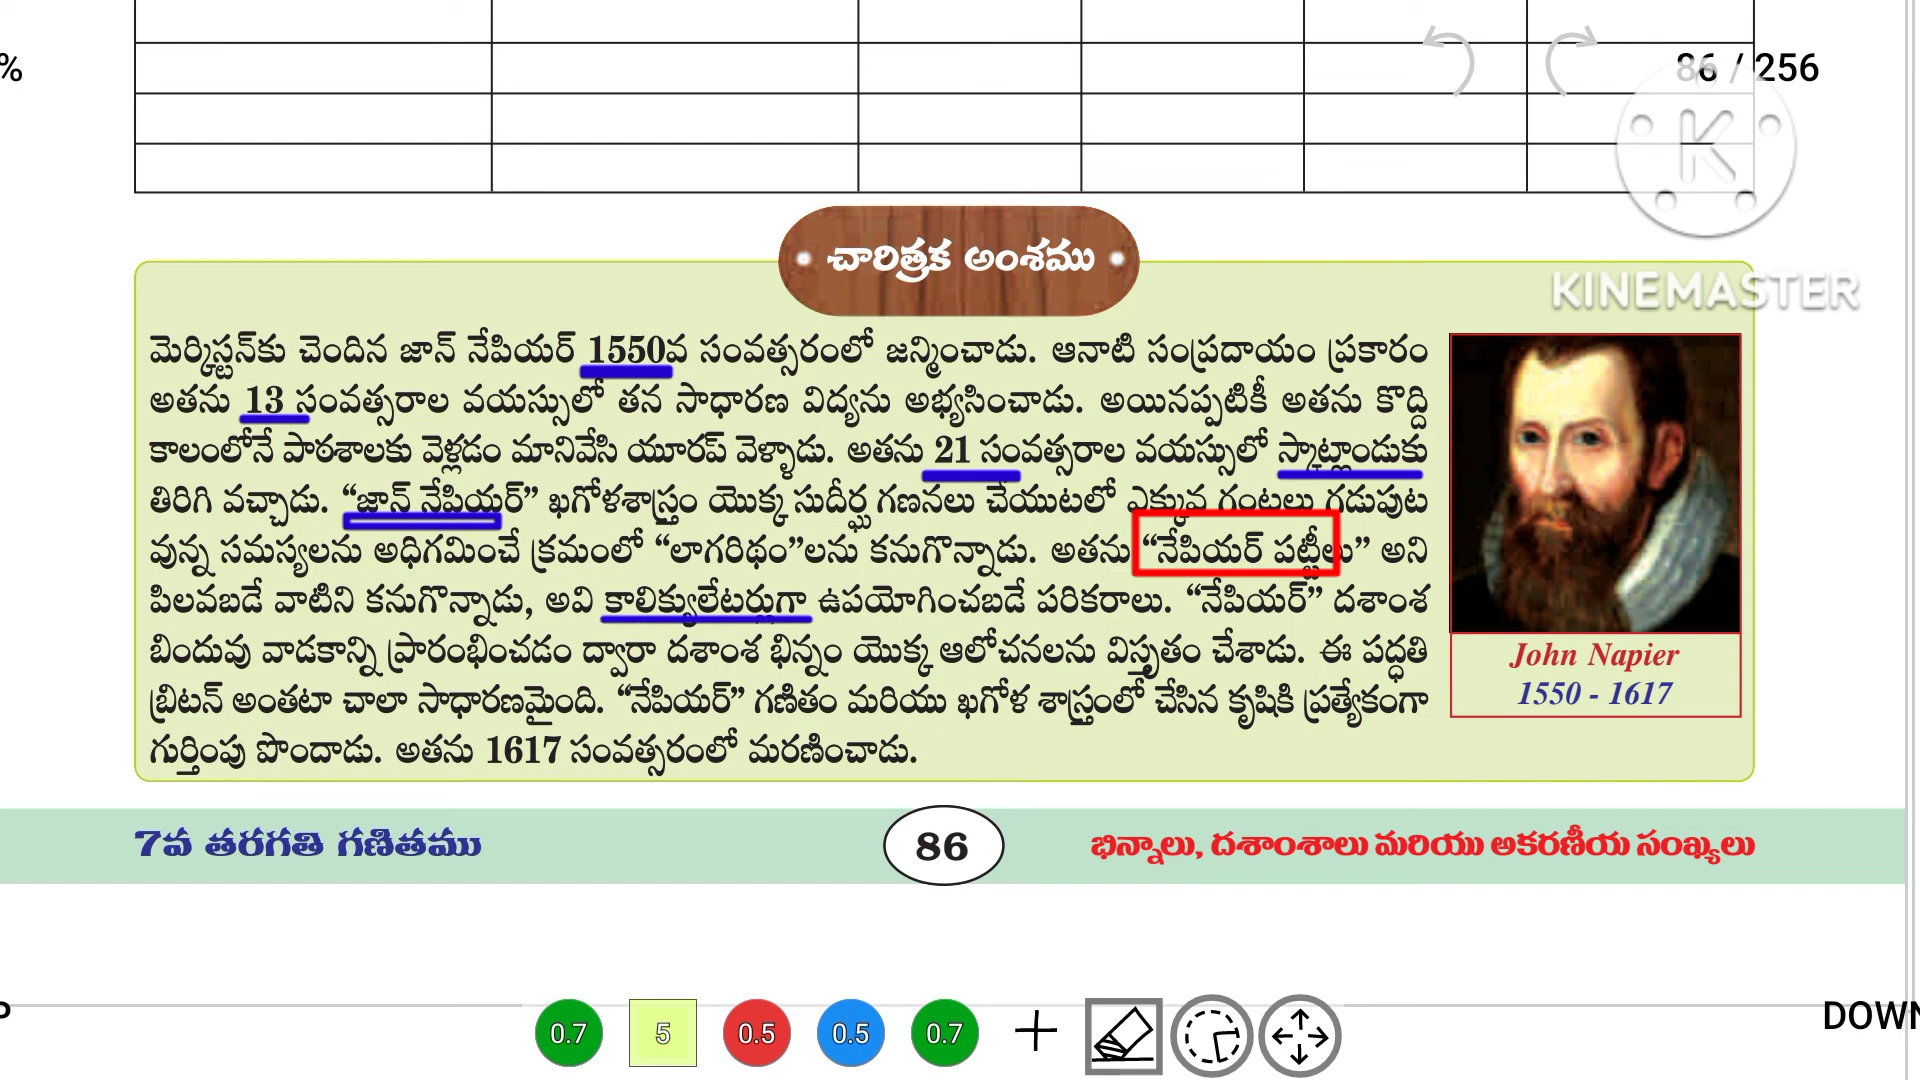 %
86 / 256
KINEMASTER
చారిత్రక అంశము
మెర్కిస్టన్‌కు చెందిన జాన్ నేపియర్ 1550వ సంవత్సరంలో జన్మించాడు. ఆనాటి సంప్రదాయం ప్రకారం
అతను 13 సంవత్సరాల వయస్సులో తన సాధారణ విద్యను అభ్యసించాడు. అయినప్పటికీ అతను కొద్ది
కాలంలోనే పాఠశాలకు వెళ్లడం మానివేసి యూరప్ వెళ్ళాడు. అతను 21 సంవత్సరాల వయస్సులో స్కాట్లాండుకు
తిరిగి వచ్చాడు. “జాన్ నేపియర్” ఖగోళశాస్త్రం యొక్క సుదీర్ఘ గణనలు చేయుటలో ఎక్కువ గంటలు గడుపుట
వున్న సమస్యలను అధిగమించే క్రమంలో “లాగరిథం”లను కనుగొన్నాడు. అతను “నేపియర్ పట్టీలు” అని
పిలవబడే వాటిని కనుగొన్నాడు, అవి కాలిక్యులేటర్లుగా ఉపయోగించబడే పరికరాలు. “నేపియర్” దశాంశ
బిందువు వాడకాన్ని ప్రారంభించడం ద్వారా దశాంశ భిన్నం యొక్క ఆలోచనలను విస్తృతం చేశాడు. ఈ పద్ధతి
బ్రిటన్ అంతటా చాలా సాధారణమైంది. “నేపియర్” గణితం మరియు ఖగోళ శాస్త్రంలో చేసిన కృషికి ప్రత్యేకంగా
గుర్తింపు పొందాడు. అతను 1617 సంవత్సరంలో మరణించాడు.
John Napier
1550 - 1617
7వ తరగతి గణితము
86
భిన్నాలు, దశాంశాలు మరియు అకరణీయ సంఖ్యలు
0.7
5
0.5
0.5
0.7